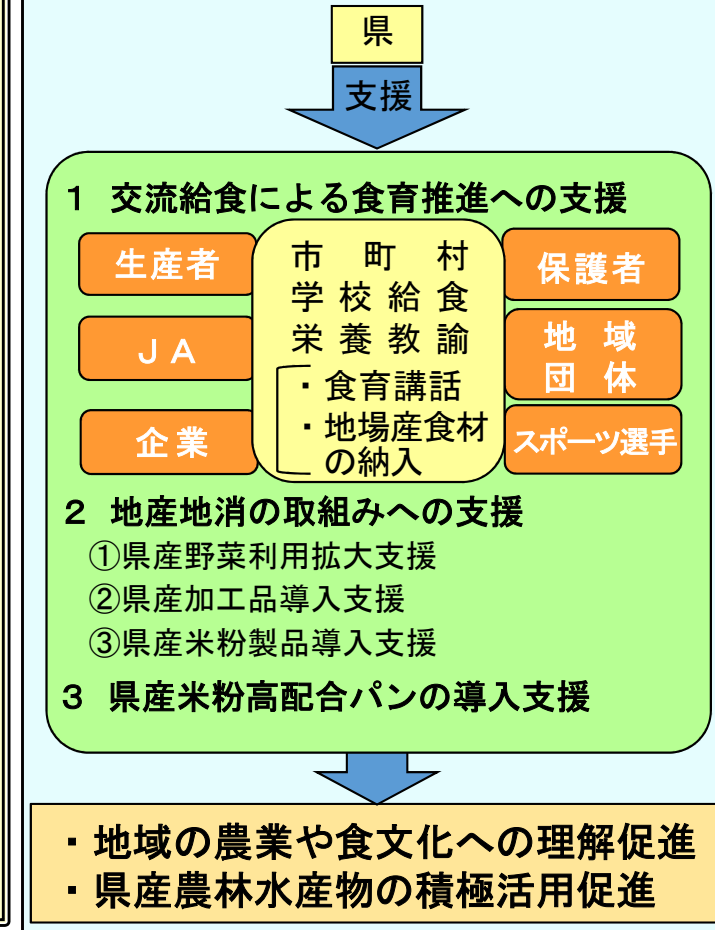 県
支援
１ 交流給食による食育推進への支援
生産者
ＪＡ
企業
市町村
学校給食
栄養教諭
・食育講話
・地場産食材
の納入
保護者
地域
団体
スポーツ選手
２ 地産地消の取組みへの支援
①県産野菜利用拡大支援
②県産加工品導入支援
③県産米粉製品導入支援
３ 県産米粉高配合パンの導入支援
・地域の農業や食文化への理解促進
・県産農林水産物の積極活用促進